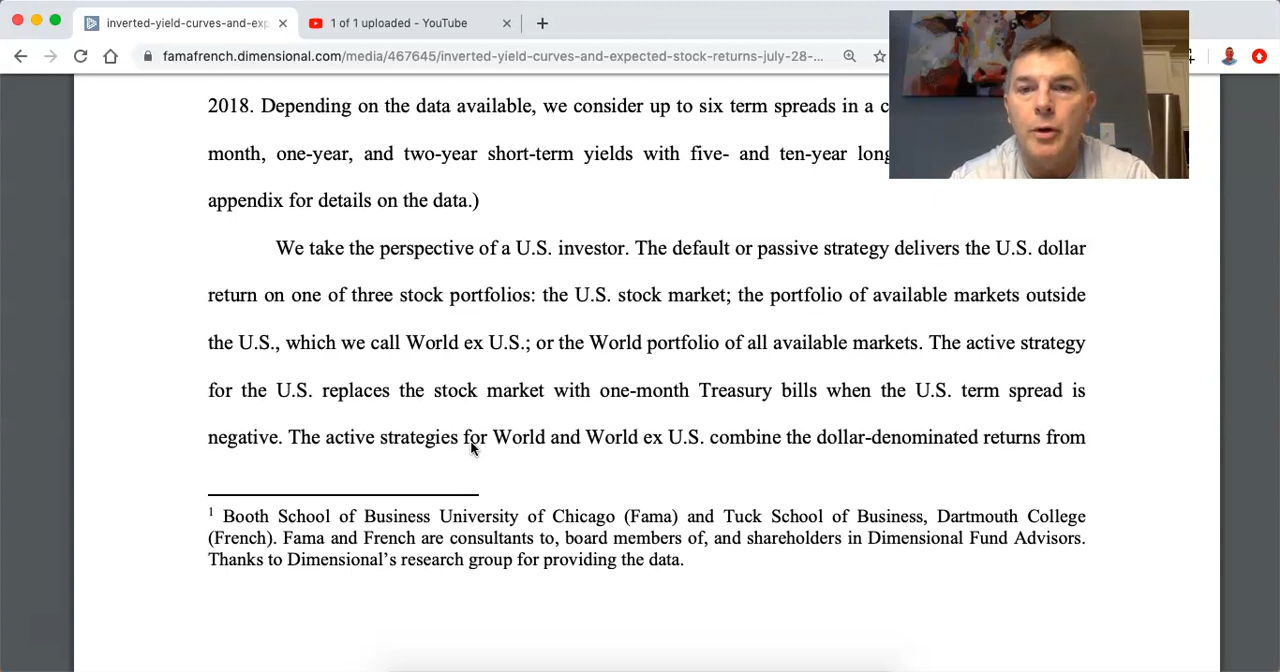 inverted-yield-curves-and-exp
1 of 1 uploaded - YouTube
famafrench.dimensional.com/media/467645/inverted-yield-curves-and-expected-stock-returns-july-28-...
2018. Depending on the data available, we consider up to six term spreads in a c
month, one-year, and two-year short-term yields with five- and ten-year long
appendix for details on the data.)
We take the perspective of a U.S. investor. The default or passive strategy delivers the U.S. dollar
return on one of three stock portfolios: the U.S. stock market; the portfolio of available markets outside
the U.S., which we call World ex U.S.; or the World portfolio of all available markets. The active strategy
for the U.S. replaces the stock market with one-month Treasury bills when the U.S. term spread is
negative. The active strategies for World and World ex U.S. combine the dollar-denominated returns from
1 Booth School of Business University of Chicago (Fama) and Tuck School of Business, Dartmouth College
(French). Fama and French are consultants to, board members of, and shareholders in Dimensional Fund Advisors.
Thanks to Dimensional’s research group for providing the data.